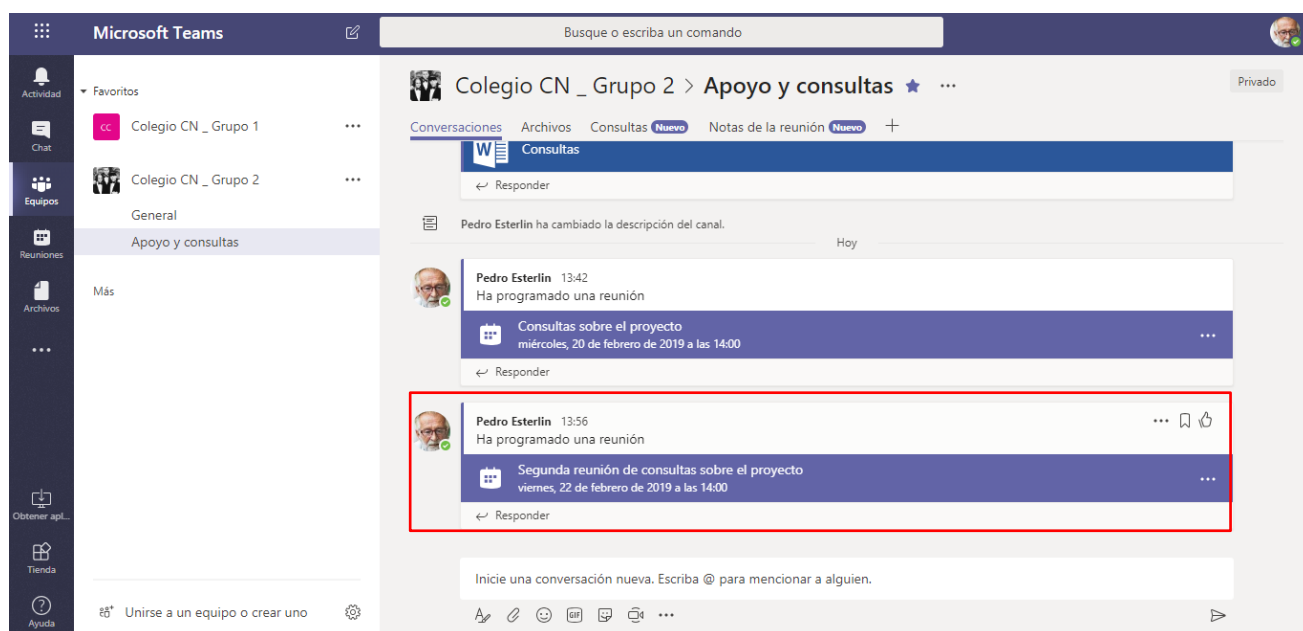 Microsoft Teams
Busque o escriba un comando
Actividad
Chat
Equipos
Reuniones
Archivos
Obtener apl...
Tienda
Ayuda
Favoritos
CC
Colegio CN _ Grupo 1
Colegio CN _ Grupo 2
General
Apoyo y consultas
Más
Unirse a un equipo o crear uno
Colegio CN _ Grupo 2 > Apoyo y consultas
Privado
Conversaciones Archivos Consultas Nuevo Notas de la reunión Nuevo
W
Consultas
Responder
Pedro Esterlin ha cambiado la descripción del canal.
Hoy
Pedro Esterlin 13:42
Ha programado una reunión
Consultas sobre el proyecto
miércoles, 20 de febrero de 2019 a las 14:00
Responder
Pedro Esterlin 13:56
Ha programado una reunión
Segunda reunión de consultas sobre el proyecto
viernes, 22 de febrero de 2019 a las 14:00
Responder
Inicie una conversación nueva. Escriba @ para mencionar a alguien.
GIF